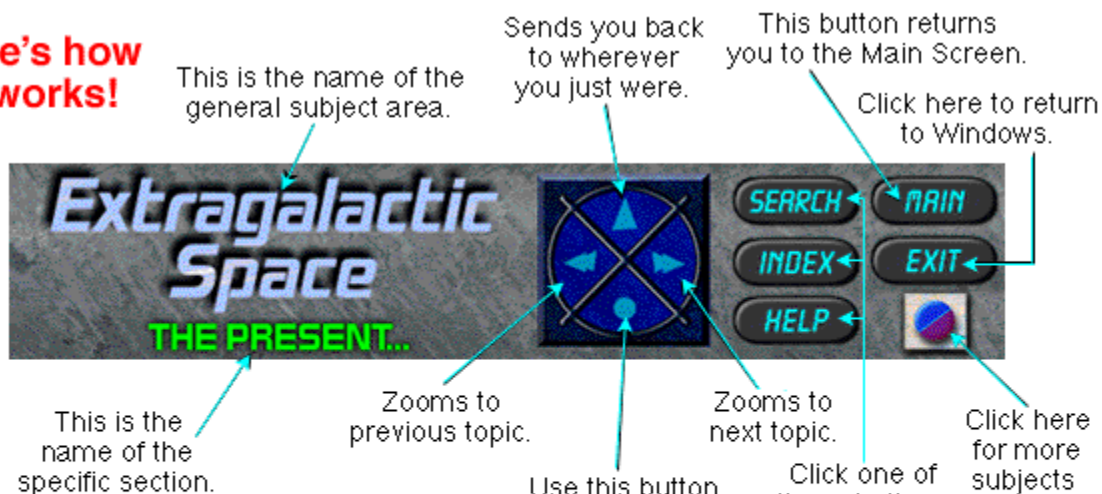 e's how
works!
This is the name of the
general subject area.
Sends you back
to wherever
you just were.
This button returns
you to the Main Screen.
Click here to return
to Windows.
Extragalactic
Space
THE PRESENT...
SEARCH
MAIN
INDEX
EXIT
HELP
This is the
name of the
specific section.
Zooms to
previous topic.
Use this button
Zooms to
next topic.
Click one of
Click here
for more
subjects